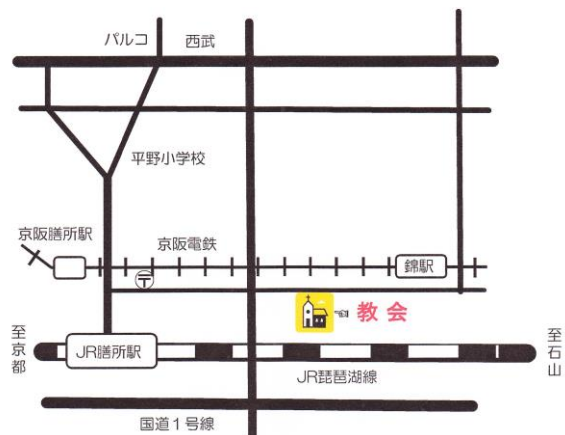 パルコ 西武
平野小学校
京阪膳所駅
京阪電鉄
錦駅
〒
教会
至京都
JR膳所駅
至石山
JR琵琶湖線
国道1号線